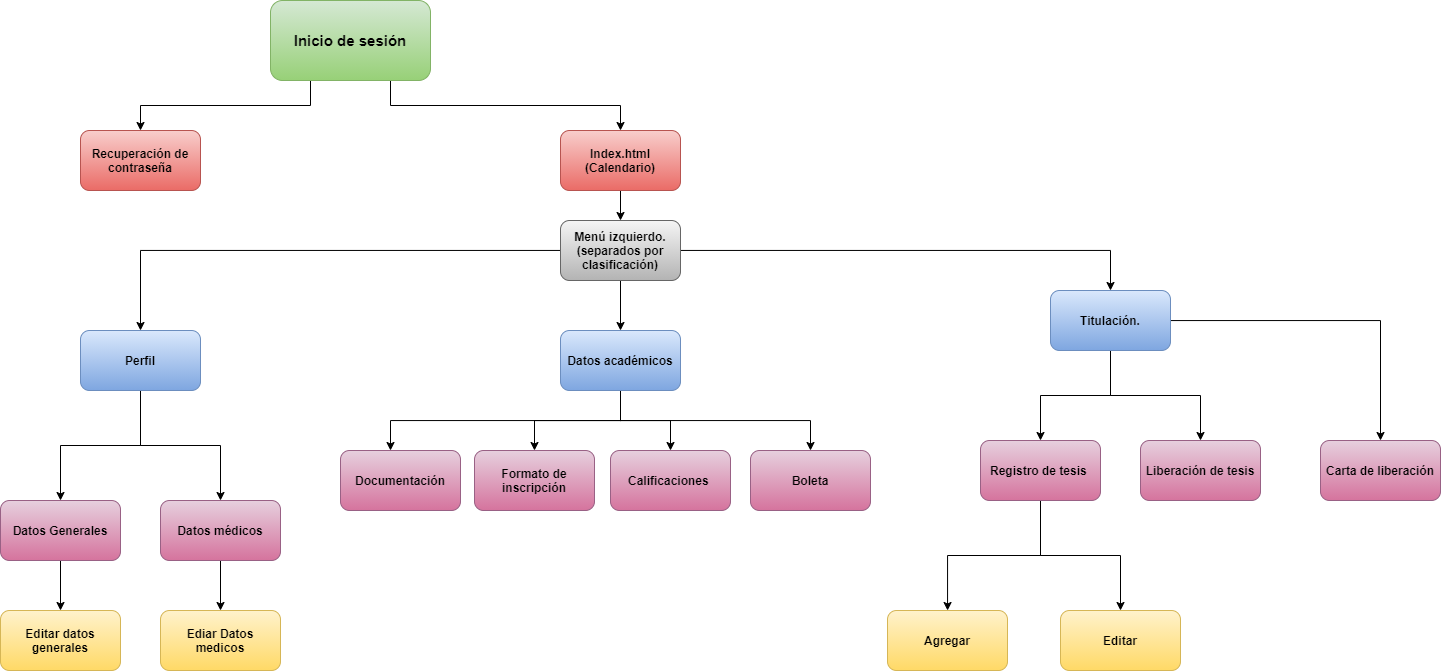 Inicio de sesión
Recuperación de
contraseña
Index.html
(Calendario)
Menú izquierdo.
(separados por
clasificación)
Titulación.
Perfil
Datos académicos
Registro de tesis
Liberación de tesis
Carta de liberación
Documentación
Formato de
inscripción
Calificaciones
Boleta
Datos Generales
Datos médicos
Editar datos
generales
Ediar Datos
medicos
Agregar
Editar